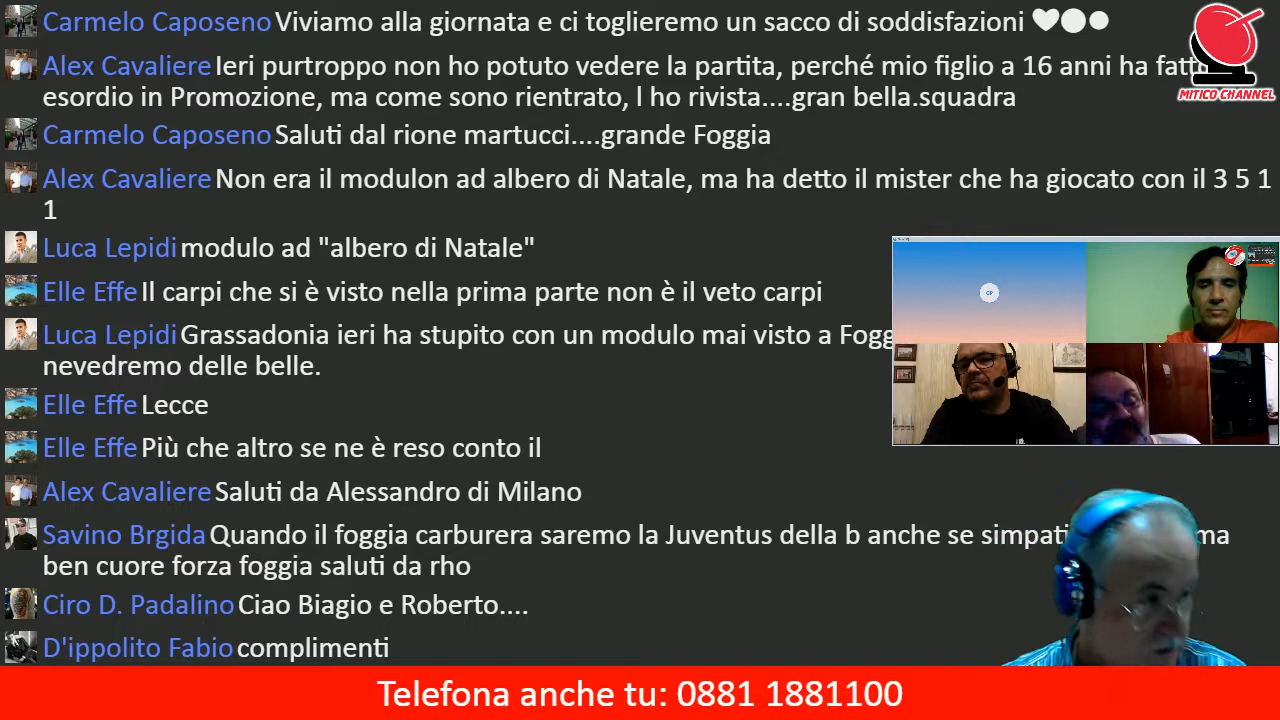 Carmelo Caposeno Viviamo alla giornata e ci toglieremo un sacco di soddisfazioni
Alex Cavaliere Ieri purtroppo non ho potuto vedere la partita, perché mio figlio a 16 anni ha fatt
esordio in Promozione, ma come sono rientrato, l ho rivista....gran bella.squadra
MITICO CHANNEL
Carmelo Caposeno Saluti dal rione martucci....grande Foggia
Alex Cavaliere Non era il modulon ad albero di Natale, ma ha detto il mister che ha giocato con il 3 5 1
1
Luca Lepidi modulo ad "albero di Natale"
Elle Effe Il carpi che si è visto nella prima parte non è il veto carpi
GP
Luca Lepidi Grassadonia ieri ha stupito con un modulo mai visto a Fogg
nevedremo delle belle.
Elle Effe Lecce
Elle Effe Più che altro se ne è reso conto il
Alex Cavaliere Saluti da Alessandro di Milano
Savino Brgida Quando il foggia carburera saremo la Juventus della b anche se simpati ma
ben cuore forza foggia saluti da rho
Ciro D. Padalino Ciao Biagio e Roberto....
D'ippolito Fabio complimenti
Telefona anche tu: 0881 1881100